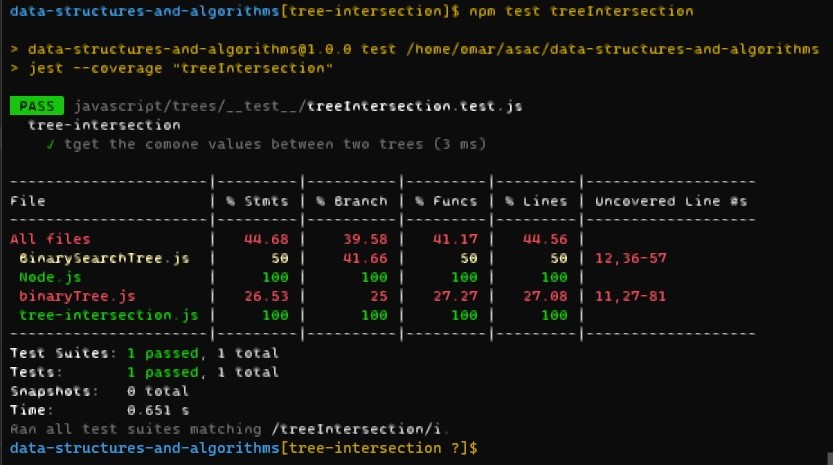 data-structures-and-algorithms[tree-intersection]$ npm test treeIntersection
> data-structures-and-algorithms@1.0.0 test /home/omar/asac/data-structures-and-algorithms
> jest --coverage "treeIntersection"
PASS javascript/trees/__test__/treeIntersection.test.js
tree-intersection
✓ tget the comone values between two trees (3 ms)
-----------------------|---------|----------|---------|---------|-------------------
File | % Stmts | % Branch | % Funcs | % Lines | Uncovered Line #s
-----------------------|---------|----------|---------|---------|-------------------
All files | 44.68 | 39.58 | 41.17 | 44.56 |
BinarySearchTree.js | 50 | 41.66 | 50 | 50 | 12,36-57
Node.js | 100 | 100 | 100 | 100 |
binaryTree.js | 26.53 | 25 | 27.27 | 27.08 | 11,27-81
tree-intersection.js | 100 | 100 | 100 | 100 |
-----------------------|---------|----------|---------|---------|-------------------
Test Suites: 1 passed, 1 total
Tests: 1 passed, 1 total
Snapshots: 0 total
Time: 0.651 s
Ran all test suites matching /treeIntersection/i.
data-structures-and-algorithms[tree-intersection ?]$